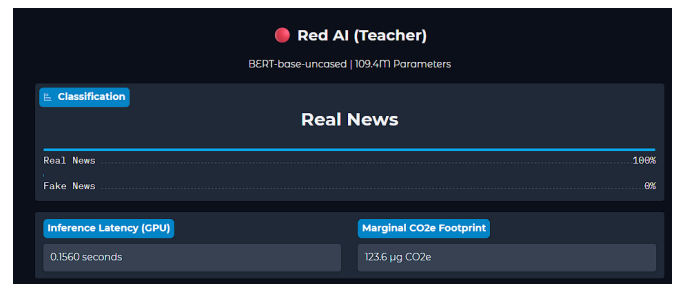 Red AI (Teacher)
BERT-base-uncased | 109.4M Parameters
Classification
Real News
Real News 100%
Fake News 0%
Inference Latency (GPU) Marginal CO2e Footprint
0.1560 seconds 123.6 µg CO2e